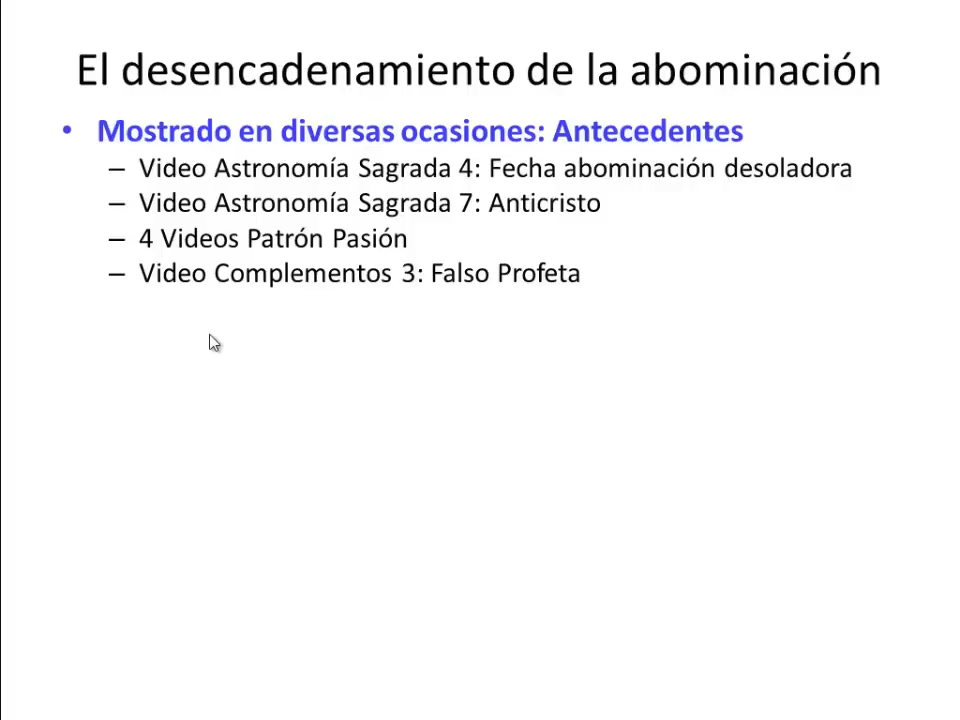 El desencadenamiento de la abominación
• Mostrado en diversas ocasiones: Antecedentes
– Video Astronomía Sagrada 4: Fecha abominación desoladora
– Video Astronomía Sagrada 7: Anticristo
– 4 Videos Patrón Pasión
– Video Complementos 3: Falso Profeta